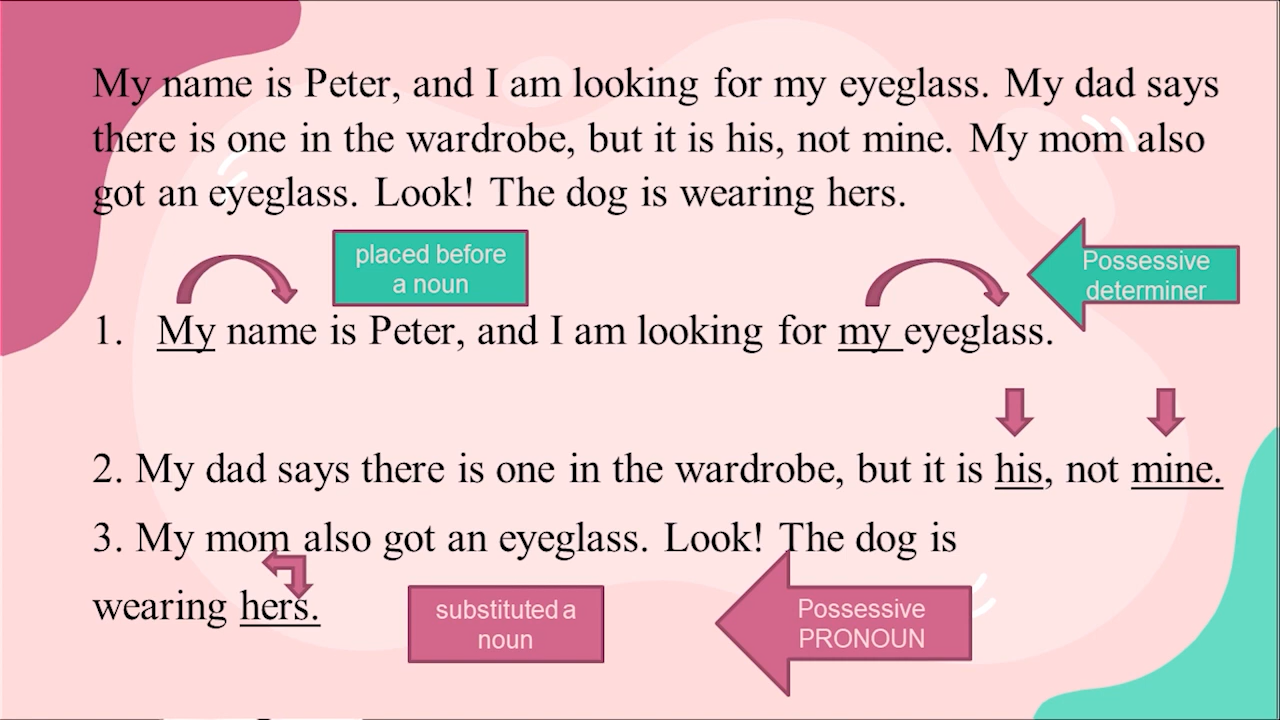 My name is Peter, and I am looking for my eyeglass. My dad says
there is one in the wardrobe, but it is his, not mine. My mom also
got an eyeglass. Look! The dog is wearing hers.
placed before
a noun
Possessive
determiner
1. My name is Peter, and I am looking for my eyeglass.
2. My dad says there is one in the wardrobe, but it is his, not mine.
3. My mom also got an eyeglass. Look! The dog is
wearing hers.
substituted a
noun
Possessive
PRONOUN